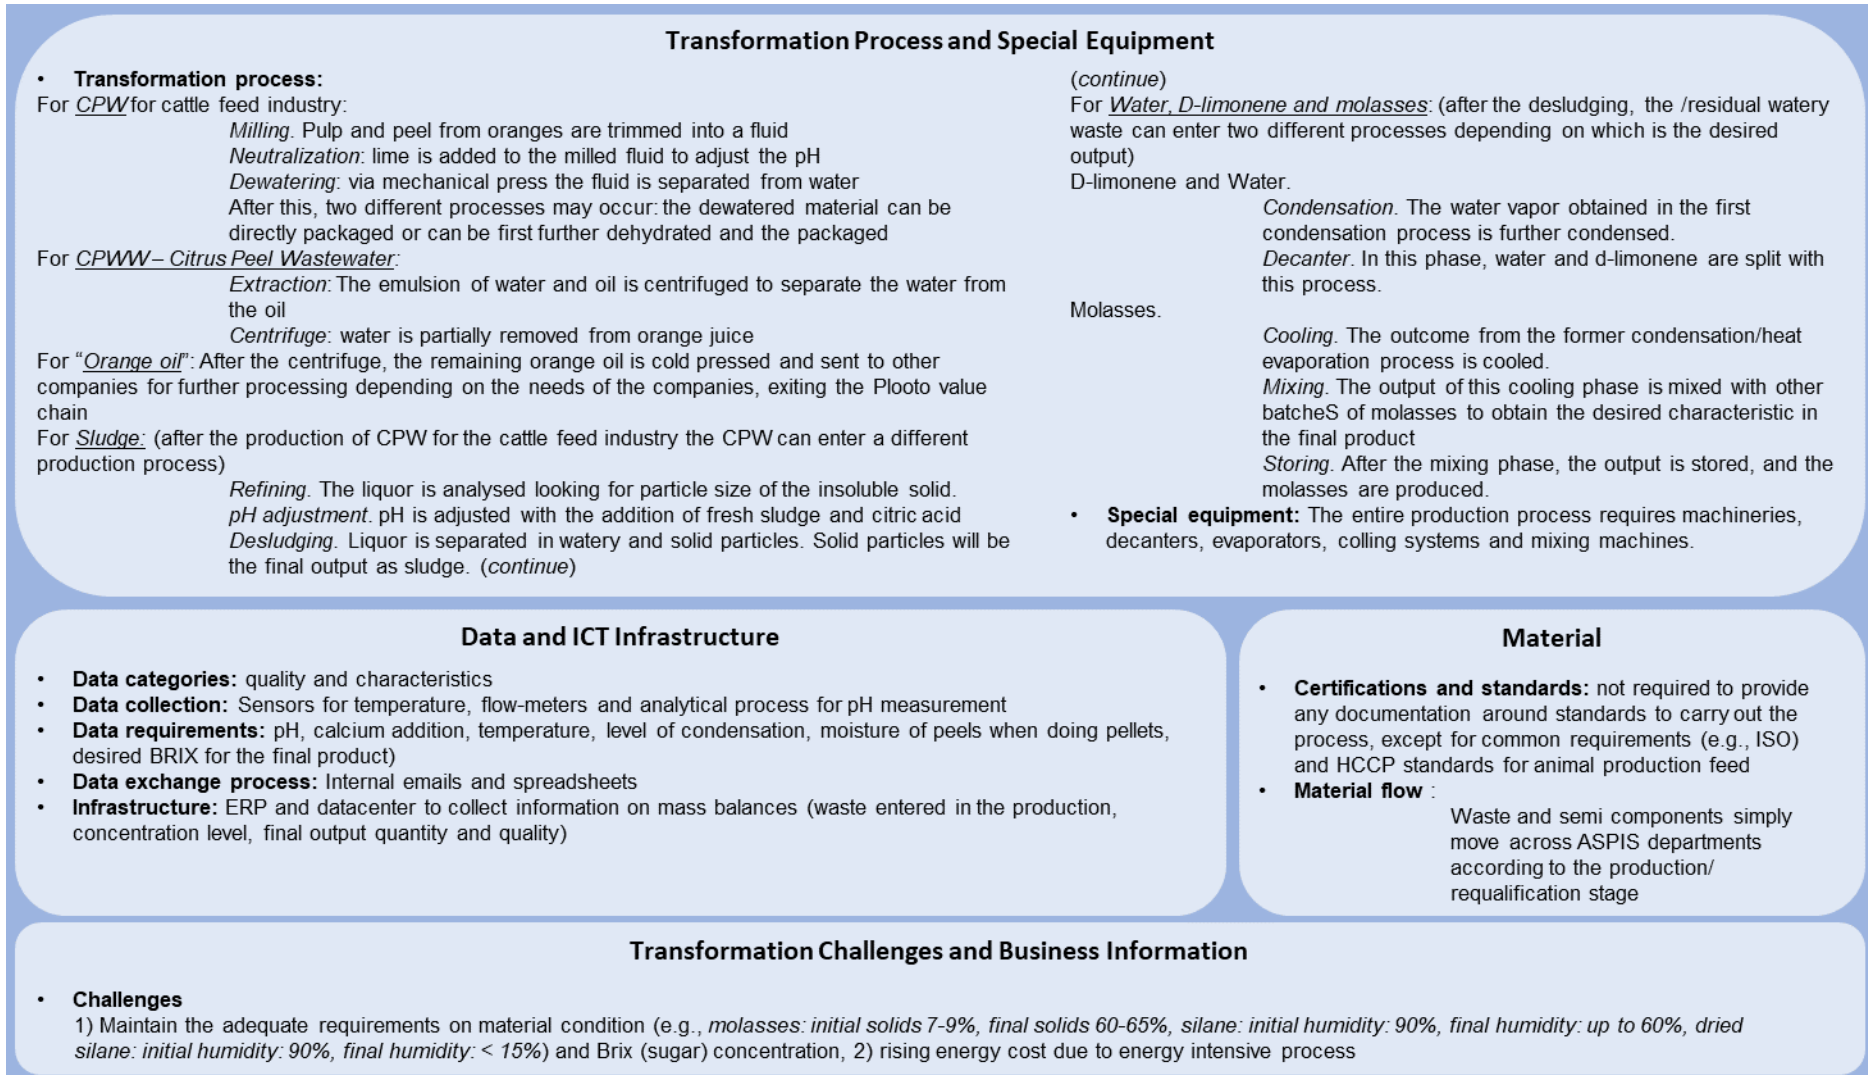 Transformation Process and Special Equipment
• Transformation process:
For CPW for cattle feed industry:
Milling. Pulp and peel from oranges are trimmed into a fluid
Neutralization: lime is added to the milled fluid to adjust the pH
Dewatering: via mechanical press the fluid is separated from water
After this, two different processes may occur: the dewatered material can be
directly packaged or can be first further dehydrated and the packaged
For CPWW – Citrus Peel Wastewater:
Extraction: The emulsion of water and oil is centrifuged to separate the water from
the oil
Centrifuge: water is partially removed from orange juice
For “Orange oil”: After the centrifuge, the remaining orange oil is cold pressed and sent to other
companies for further processing depending on the needs of the companies, exiting the Plooto value
chain
For Sludge: (after the production of CPW for the cattle feed industry the CPW can enter a different
production process)
Refining. The liquor is analysed looking for particle size of the insoluble solid.
pH adjustment. pH is adjusted with the addition of fresh sludge and citric acid
Desludging. Liquor is separated in watery and solid particles. Solid particles will be
the final output as sludge. (continue)
(continue)
For Water, D-limonene and molasses: (after the desludging, the /residual watery
waste can enter two different processes depending on which is the desired
output)
D-limonene and Water.
Condensation. The water vapor obtained in the first
condensation process is further condensed.
Decanter. In this phase, water and d-limonene are split with
this process.
Molasses.
Cooling. The outcome from the former condensation/heat
evaporation process is cooled.
Mixing. The output of this cooling phase is mixed with other
batcheS of molasses to obtain the desired characteristic in
the final product
Storing. After the mixing phase, the output is stored, and the
molasses are produced.
• Special equipment: The entire production process requires machineries,
decanters, evaporators, colling systems and mixing machines.
Data and ICT Infrastructure
• Data categories: quality and characteristics
• Data collection: Sensors for temperature, flow-meters and analytical process for pH measurement
• Data requirements: pH, calcium addition, temperature, level of condensation, moisture of peels when doing pellets,
desired BRIX for the final product)
• Data exchange process: Internal emails and spreadsheets
• Infrastructure: ERP and datacenter to collect information on mass balances (waste entered in the production,
concentration level, final output quantity and quality)
Material
• Certifications and standards: not required to provide
any documentation around standards to carry out the
process, except for common requirements (e.g., ISO)
and HCCP standards for animal production feed
• Material flow :
Waste and semi components simply
move across ASPIS departments
according to the production/
requalification stage
Transformation Challenges and Business Information
• Challenges
1) Maintain the adequate requirements on material condition (e.g., molasses: initial solids 7-9%, final solids 60-65%, silane: initial humidity: 90%, final humidity: up to 60%, dried
silane: initial humidity: 90%, final humidity: < 15%) and Brix (sugar) concentration, 2) rising energy cost due to energy intensive process